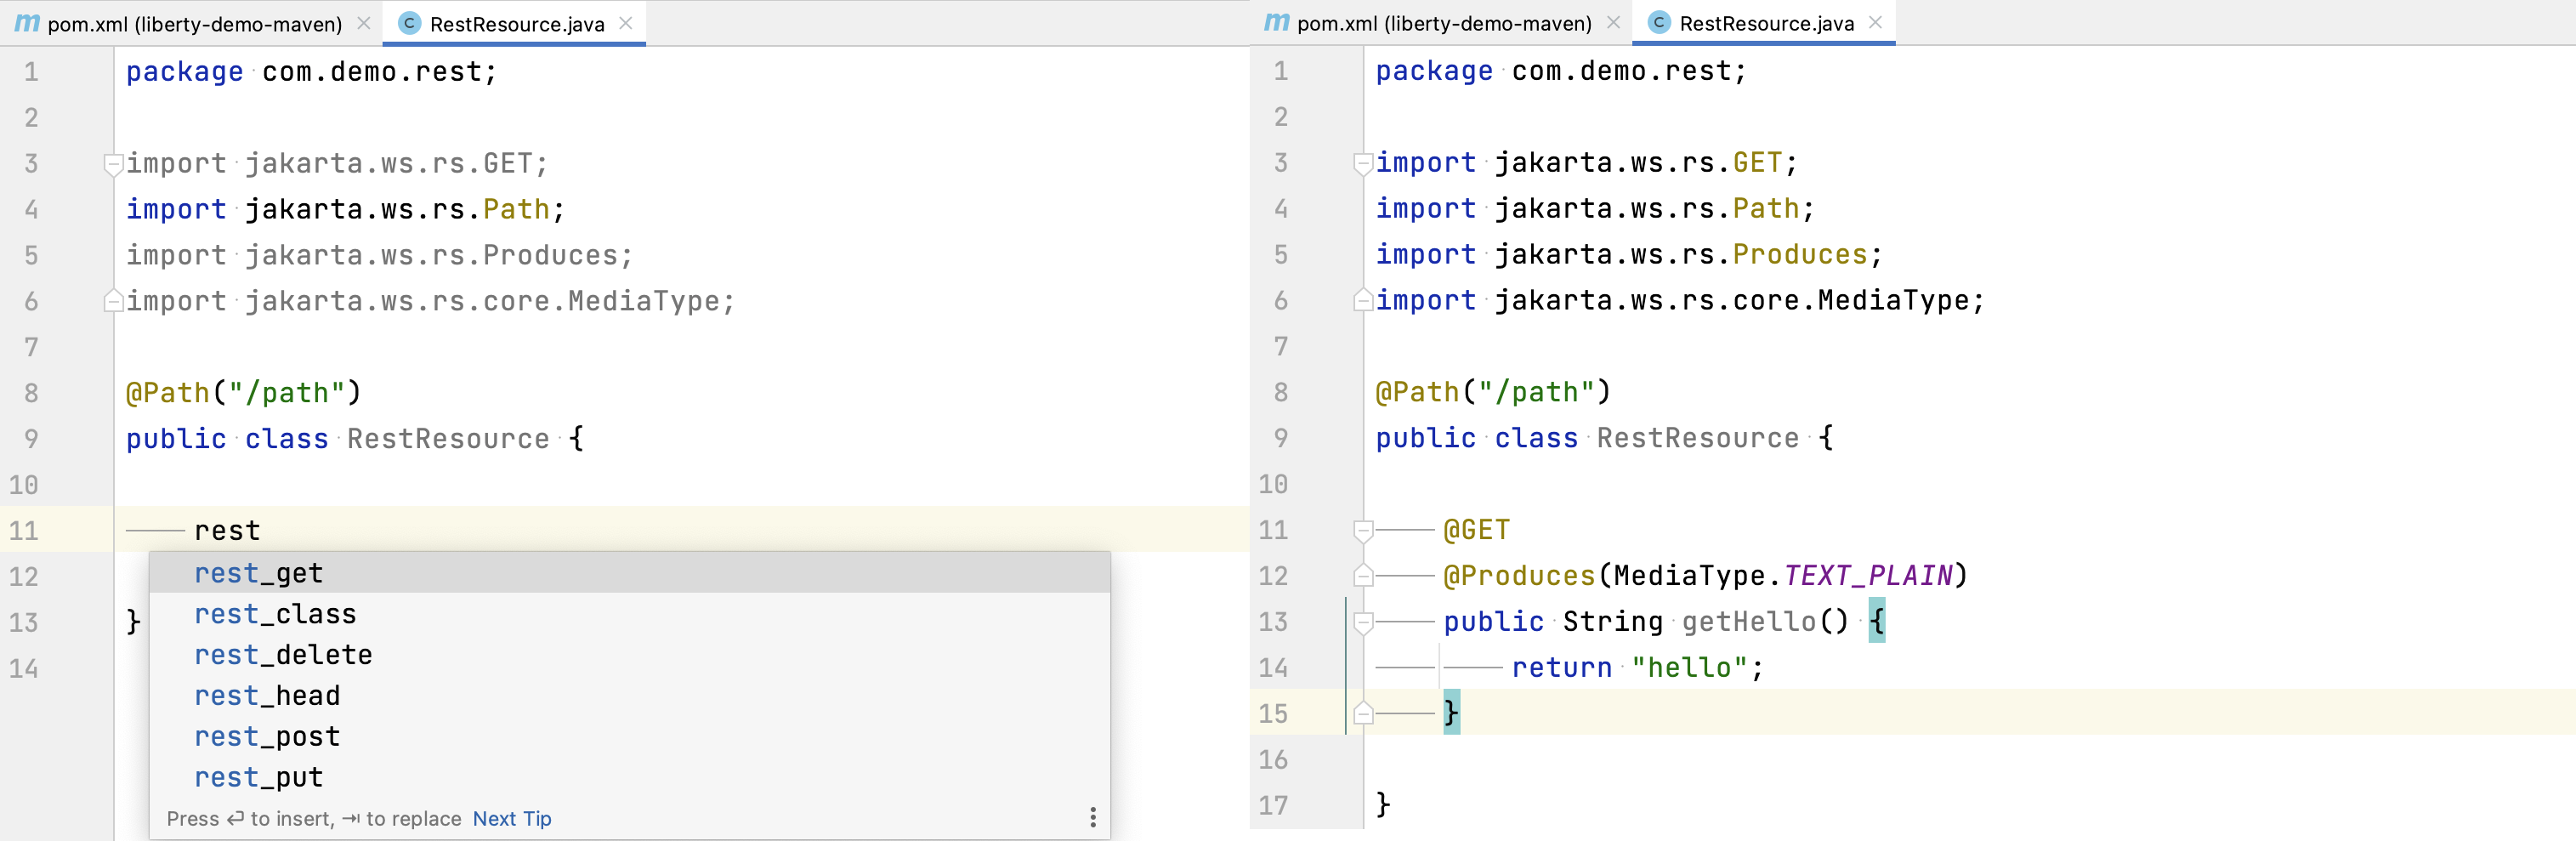 m pom.xml (liberty-demo-maven) × C RestResource.java ×
1 package com.demo.rest;
2
3 import jakarta.ws.rs.GET;
4 import jakarta.ws.rs.Path;
5 import jakarta.ws.rs.Produces;
6 import jakarta.ws.rs.core.MediaType;
7
8 @Path("/path")
9 public class RestResource {
10
11 rest
rest_get
rest_class
rest_delete
rest_head
rest_post
rest_put
Press ↩ to insert, ⇥ to replace Next Tip
12
13 }
14
m pom.xml (liberty-demo-maven) × C RestResource.java ×
1 package com.demo.rest;
2
3 import jakarta.ws.rs.GET;
4 import jakarta.ws.rs.Path;
5 import jakarta.ws.rs.Produces;
6 import jakarta.ws.rs.core.MediaType;
7
8 @Path("/path")
9 public class RestResource {
10
11 @GET
12 @Produces(MediaType.TEXT_PLAIN)
13 public String getHello() {
14 return "hello";
15 }
16
17 }